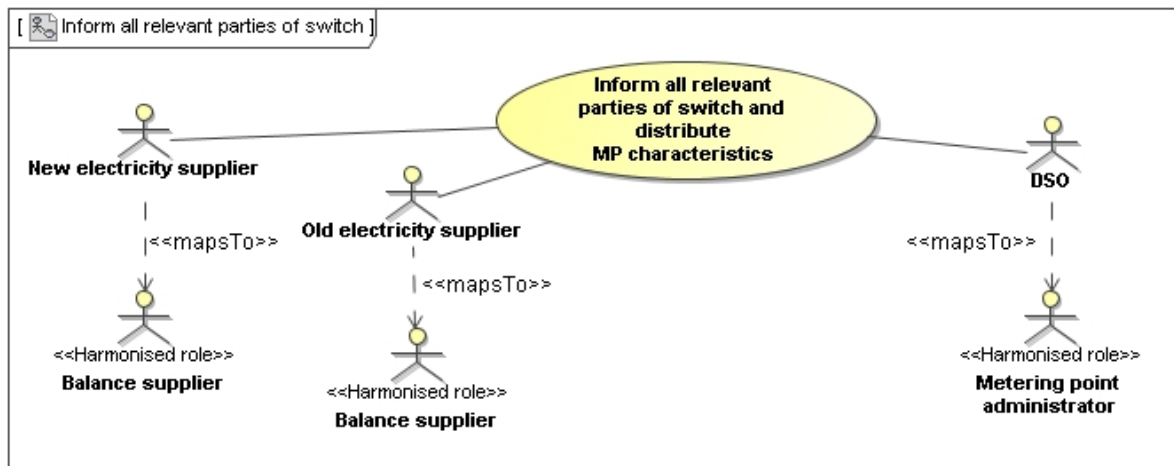 [ Inform all relevant parties of switch ]
Inform all relevant
parties of switch and
distribute
MP characteristics
New electricity supplier
Old electricity supplier
DSO
<<mapsTo>>
<<mapsTo>>
<<mapsTo>>
<<Harmonised role>>
Balance supplier
<<Harmonised role>>
Balance supplier
<<Harmonised role>>
Metering point
administrator